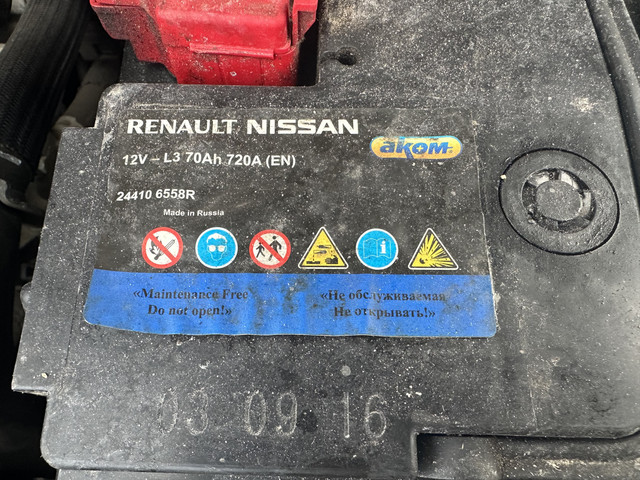 RENAULT NISSAN
aкom
12V – L3 70Ah 720A (EN)
24410 6558R
Made in Russia
«Maintenance Free
Do not open!»
«Не обслуживаемая
Не открывать!»
03 09 16